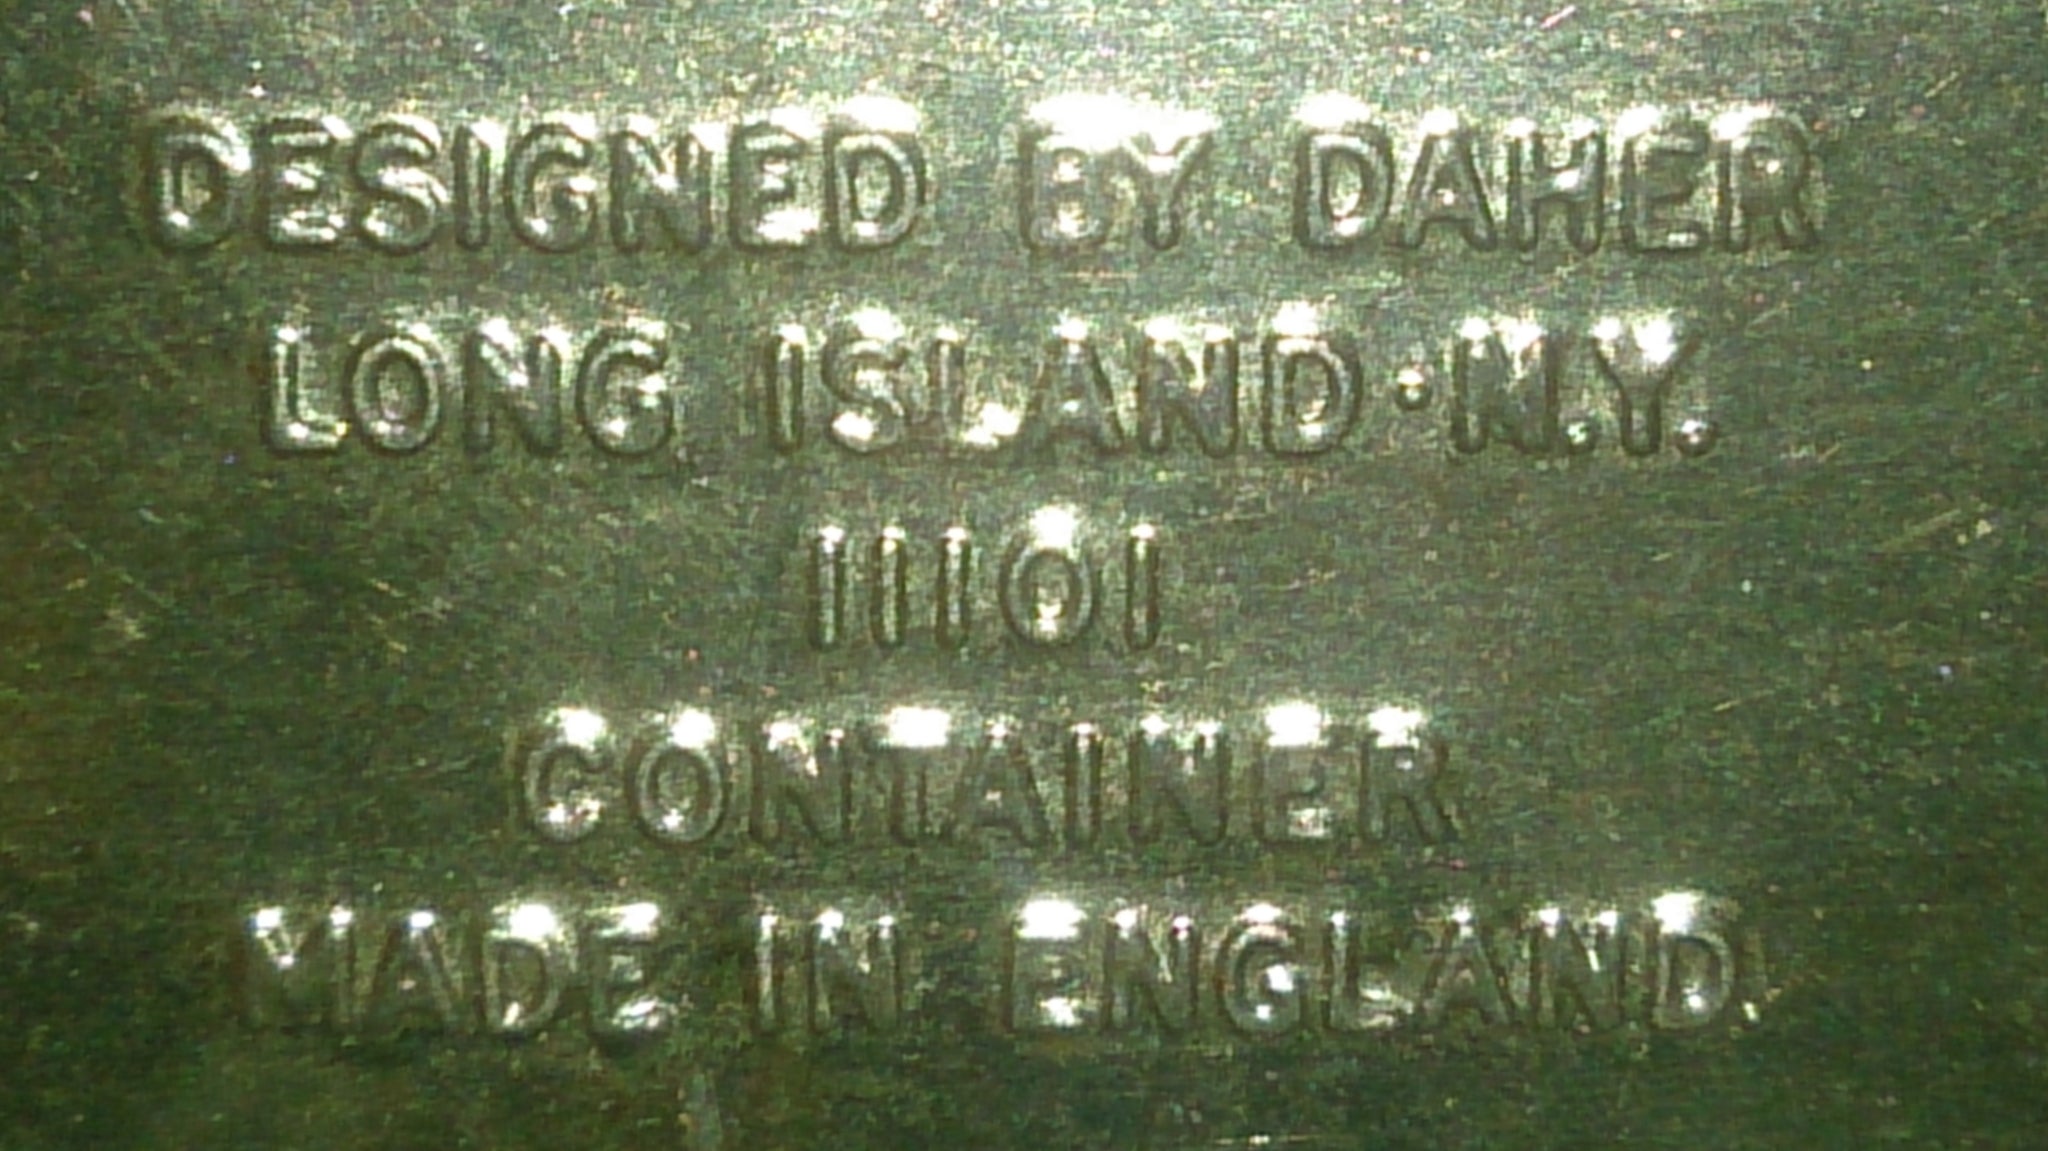 DESIGNED BY DAHER
LONG ISLAND·N.Y.
11101
CONTAINER
MADE IN ENGLAND.